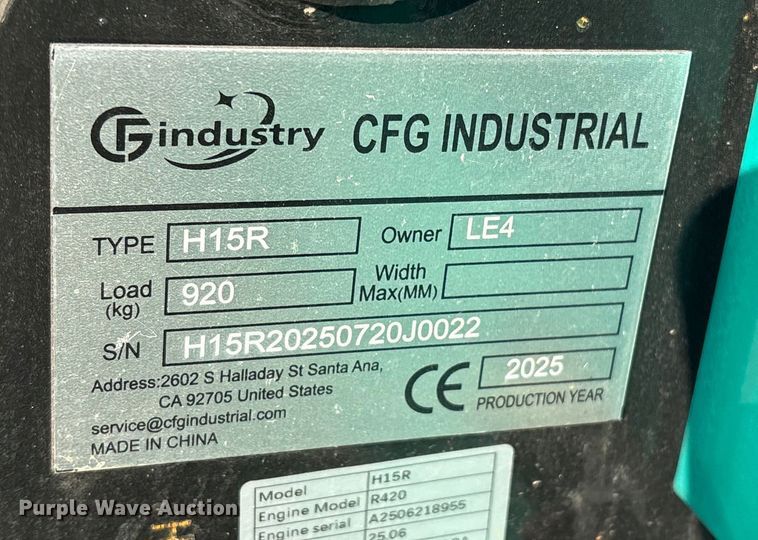 CFG industry CFG INDUSTRIAL
TYPE H15R Owner LE4
Load (kg) 920 Width Max(MM)
S/N H15R20250720J0022
Address:2602 S Halladay St Santa Ana,
CA 92705 United States
service@cfgindustrial.com
MADE IN CHINA
CE 2025
PRODUCTION YEAR
Model H15R
Engine Model R420
Engine serial A2506218955
25.06
Purple Wave Auction